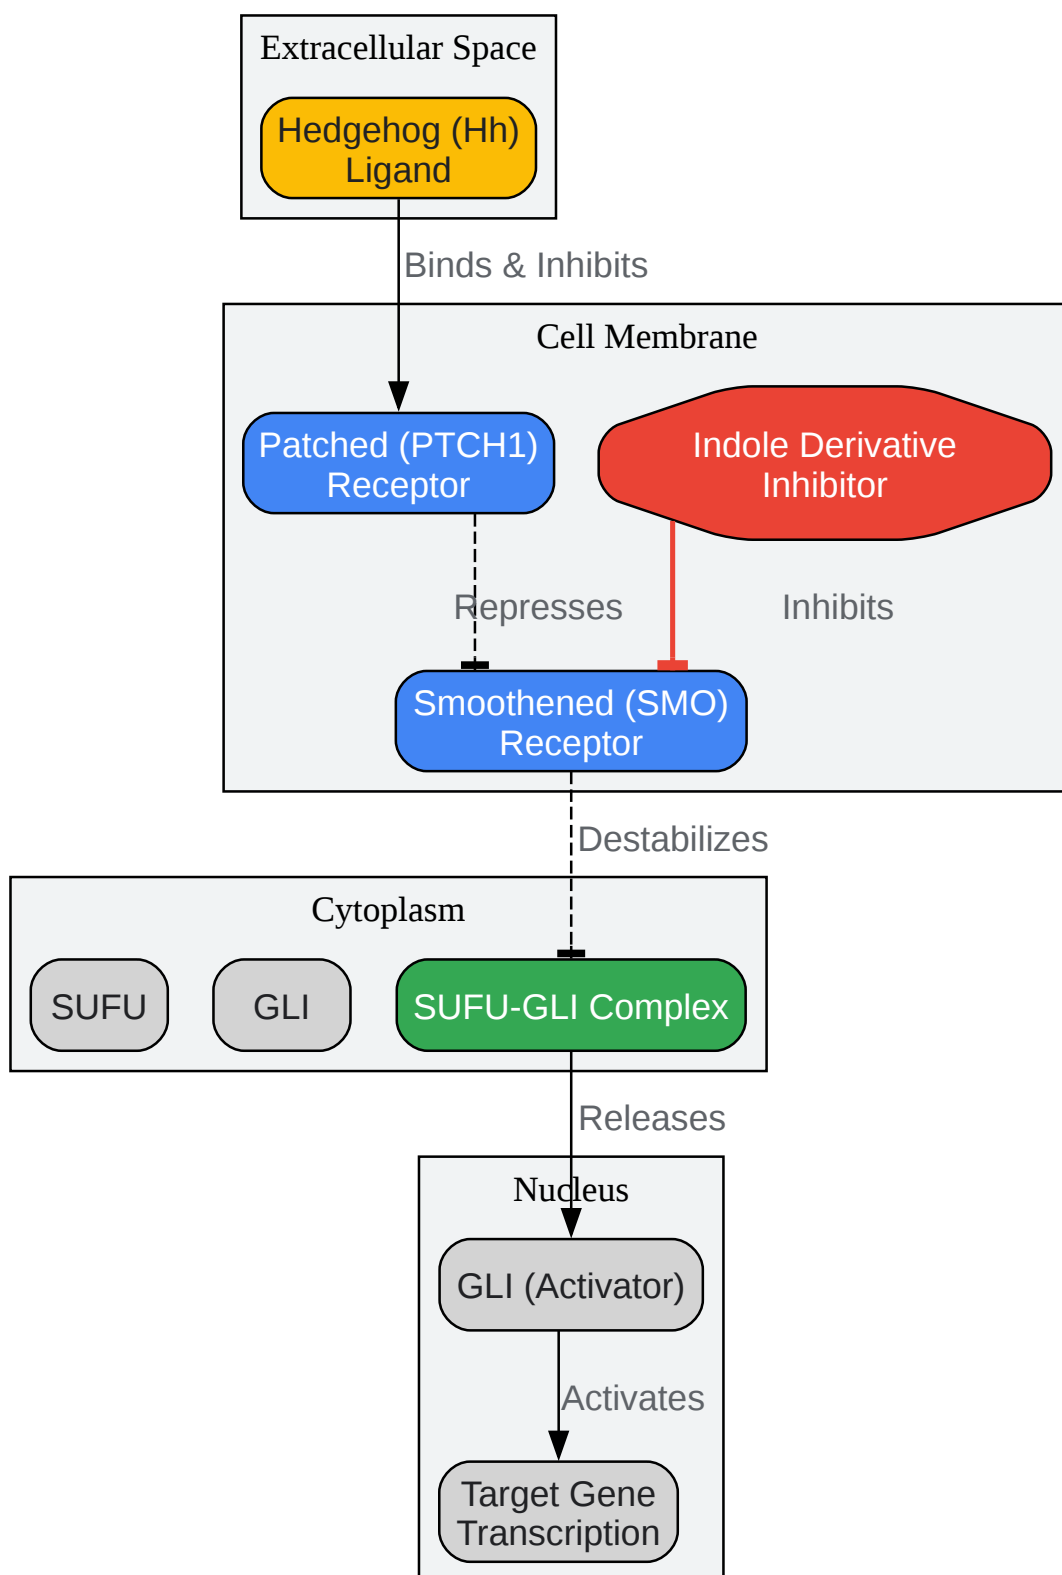 Extracellular Space
Hedgehog (Hh)
Ligand
Binds & Inhibits
Cell Membrane
Patched (PTCH1)
Receptor
Indole Derivative
Inhibitor
Represses
Inhibits
Smoothened (SMO)
Receptor
Destabilizes
Cytoplasm
SUFU
GLI
SUFU-GLI Complex
Releases
Nucleus
GLI (Activator)
Activates
Target Gene
Transcription